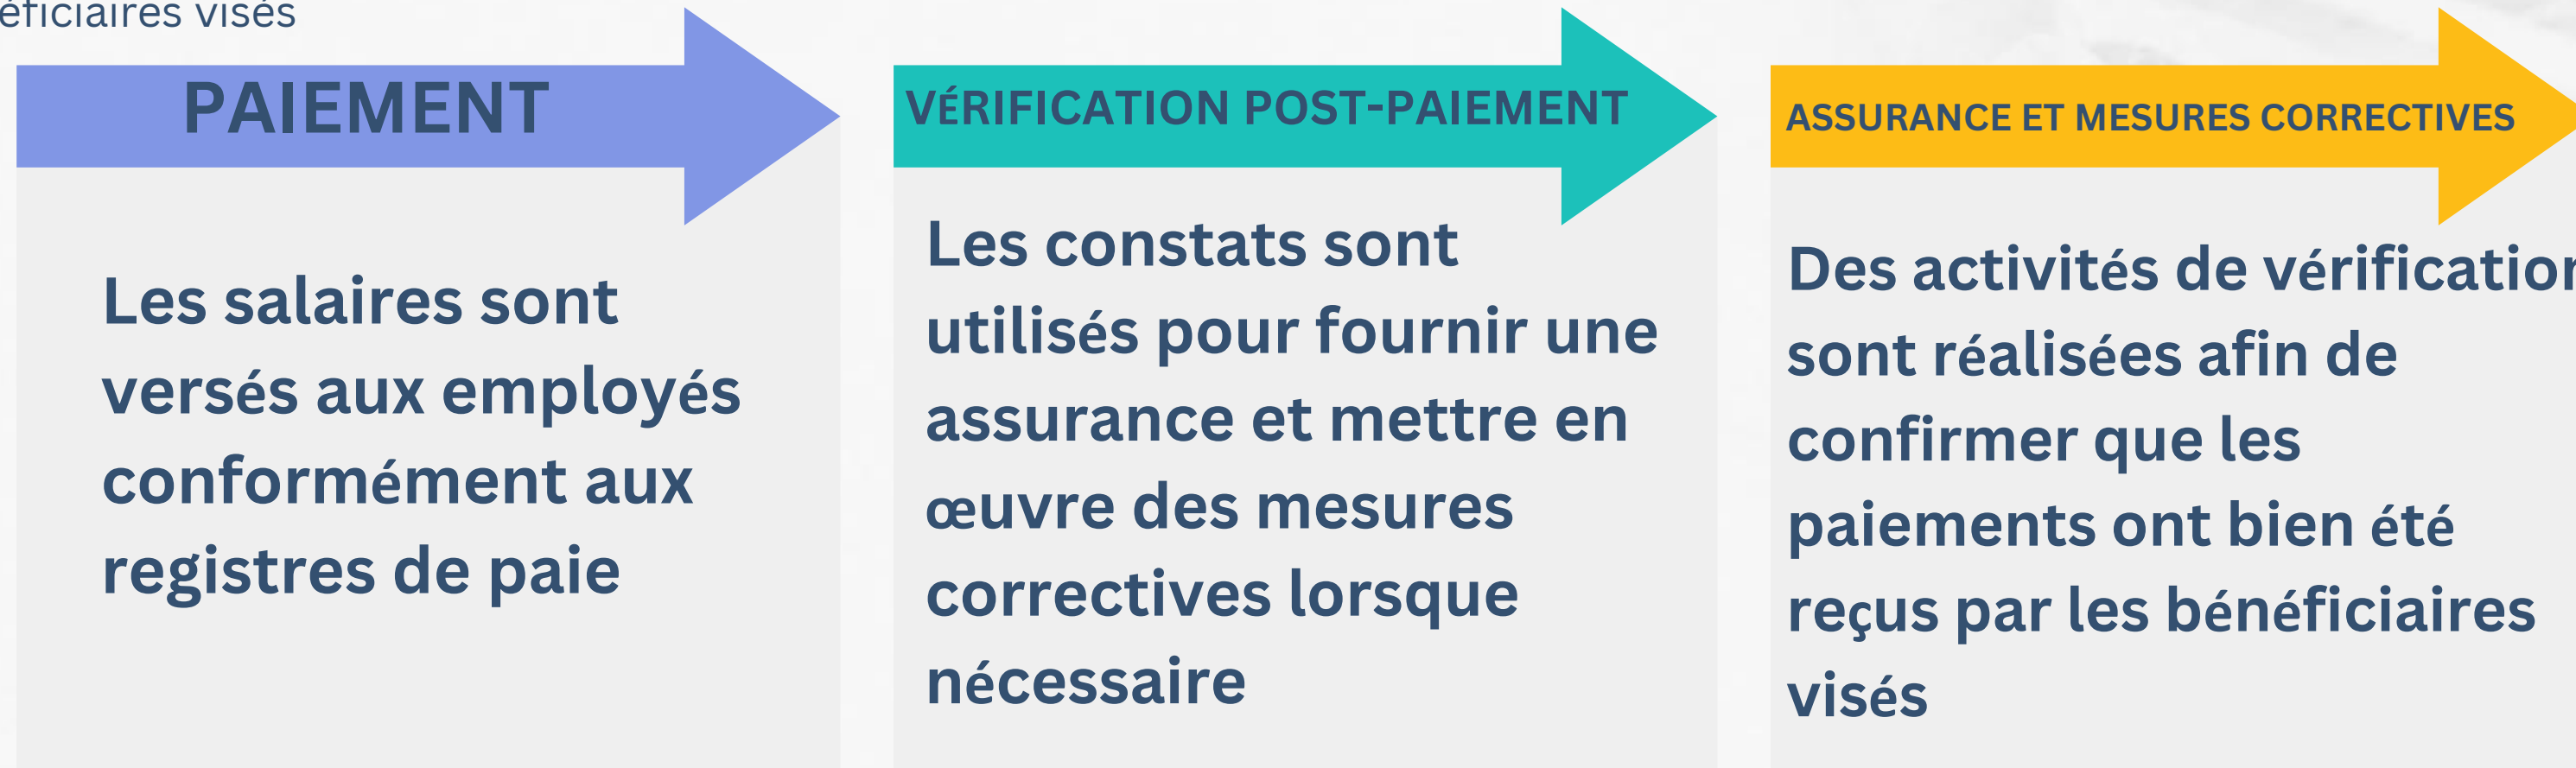 éficiaires visés
PAIEMENT
Les salaires sont
versés aux employés
conformément aux
registres de paie
VÉRIFICATION POST-PAIEMENT
Les constats sont
utilisés pour fournir une
assurance et mettre en
œuvre des mesures
correctives lorsque
nécessaire
ASSURANCE ET MESURES CORRECTIVES
Des activités de vérification
sont réalisées afin de
confirmer que les
paiements ont bien été
reçus par les bénéficiaires
visés